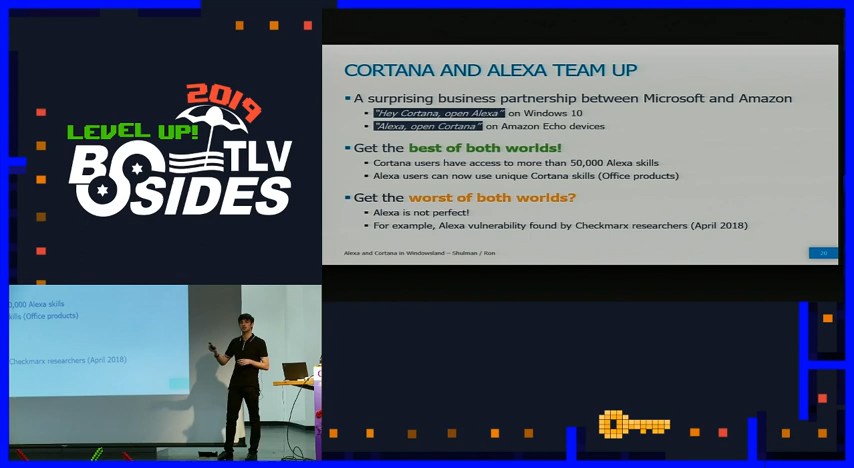 2019
LEVEL UP!
BSIDES TLV
CORTANA AND ALEXA TEAM UP
A surprising business partnership between Microsoft and Amazon
"Hey Cortana, open Alexa" on Windows 10
"Alexa, open Cortana" on Amazon Echo devices
Get the best of both worlds!
Cortana users have access to more than 50,000 Alexa skills
Alexa users can now use unique Cortana skills (Office products)
Get the worst of both worlds?
Alexa is not perfect!
For example, Alexa vulnerability found by Checkmarx researchers (April 2018)
Alexa and Cortana in Windowsland – Shulman / Ron
20
0,000 Alexa skills
kills (Office products)
Checkmarx researchers (April 2018)